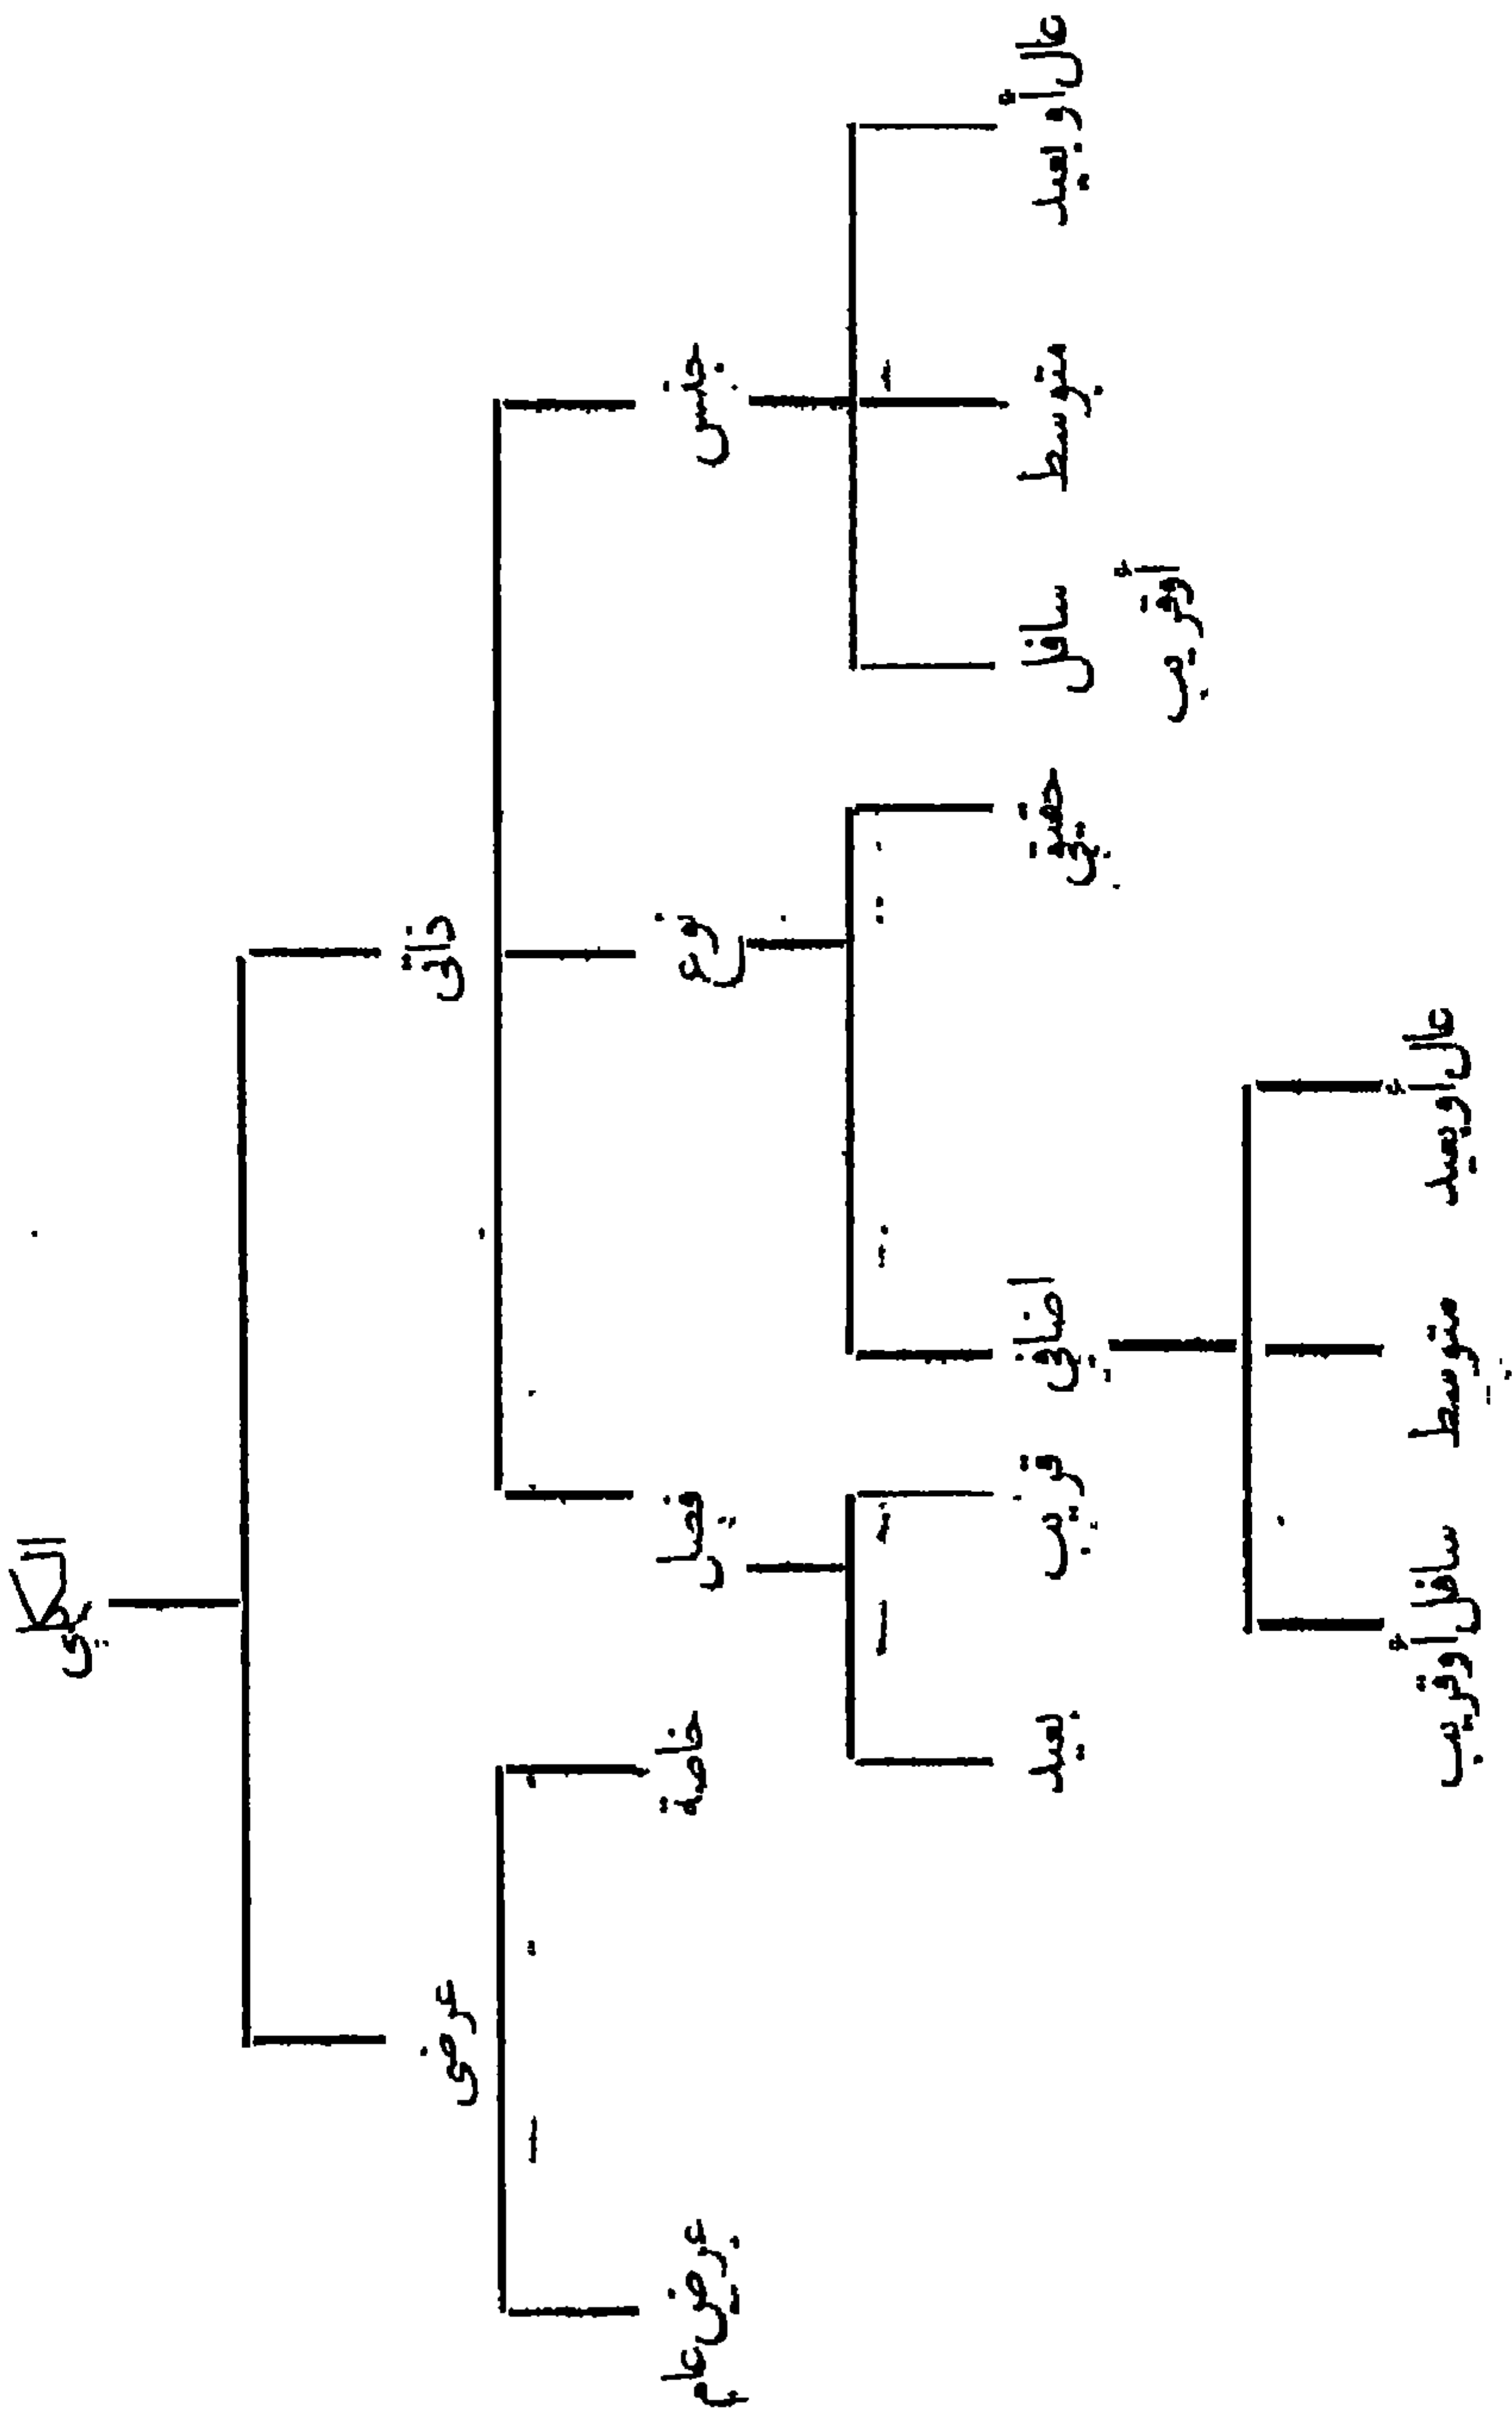 الكلي
ذاتي
عرضي
جنس
نوع
فصل
خاصة
عرض عام
عال أو بعيد
متوسط
سافل
أو قريب
حقيقي
اضافي
قريب
بعيد
عال أو بعيد
متوسط
سافل أو قريب